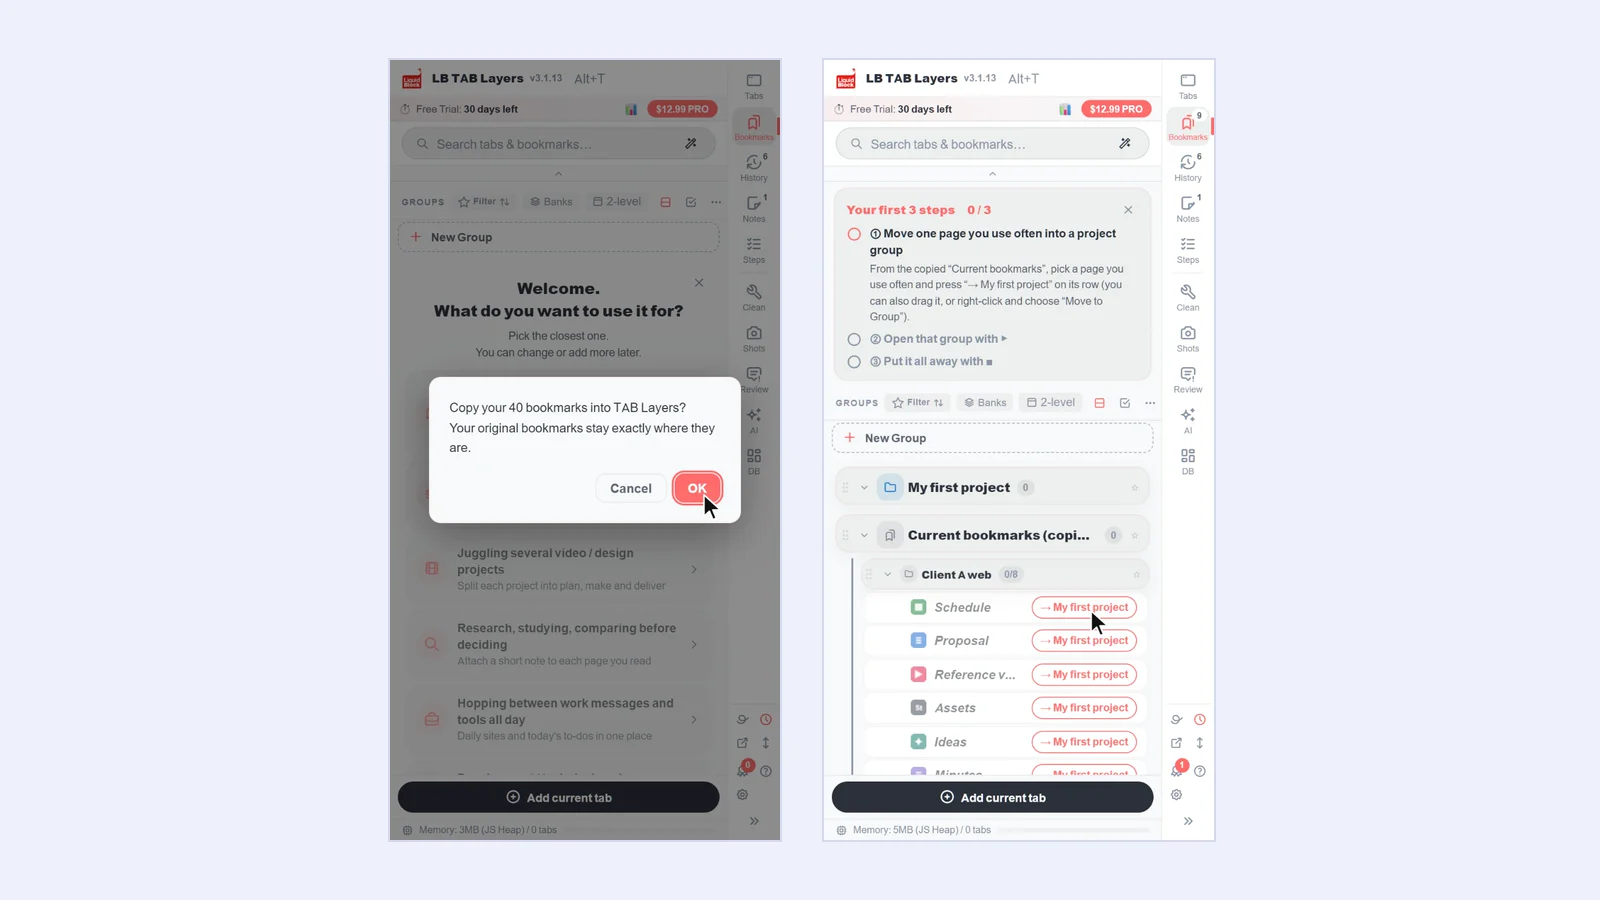 LB TAB Layers v3.1.13 Alt+T
Free Trial: 30 days left
$12.99 PRO
Search tabs & bookmarks...
GROUPS Filter Banks 2-level
New Group
Welcome.
What do you want to use it for?
Pick the closest one.
You can change or add more later.
Copy your 40 bookmarks into TAB Layers?
Your original bookmarks stay exactly where they
are.
Cancel OK
Juggling several video / design
projects
Split each project into plan, make and deliver
Research, studying, comparing before
deciding
Attach a short note to each page you read
Hopping between work messages and
tools all day
Daily sites and today's to-dos in one place
Add current tab
Memory: 3MB (JS Heap) / 0 tabs
Tabs
Bookmarks
6
History
1
Notes
Steps
Clean
Shots
Review
AI
DB
0
LB TAB Layers v3.1.13 Alt+T
Free Trial: 30 days left
$12.99 PRO
Search tabs & bookmarks...
Your first 3 steps 0 / 3
① Move one page you use often into a project
group
From the copied “Current bookmarks”, pick a page you
use often and press “→ My first project” on its row (you
can also drag it, or right-click and choose “Move to
Group”).
② Open that group with ▶
③ Put it all away with ■
GROUPS Filter Banks 2-level
New Group
My first project 0
Current bookmarks (copi... 0
Client A web 0/8
Schedule → My first project
Proposal → My first project
Reference v... → My first project
St Assets → My first project
Ideas → My first project
Minutes → My first project
Add current tab
Memory: 5MB (JS Heap) / 0 tabs
Tabs
9
Bookmarks
6
History
1
Notes
Steps
Clean
Shots
Review
AI
DB
1